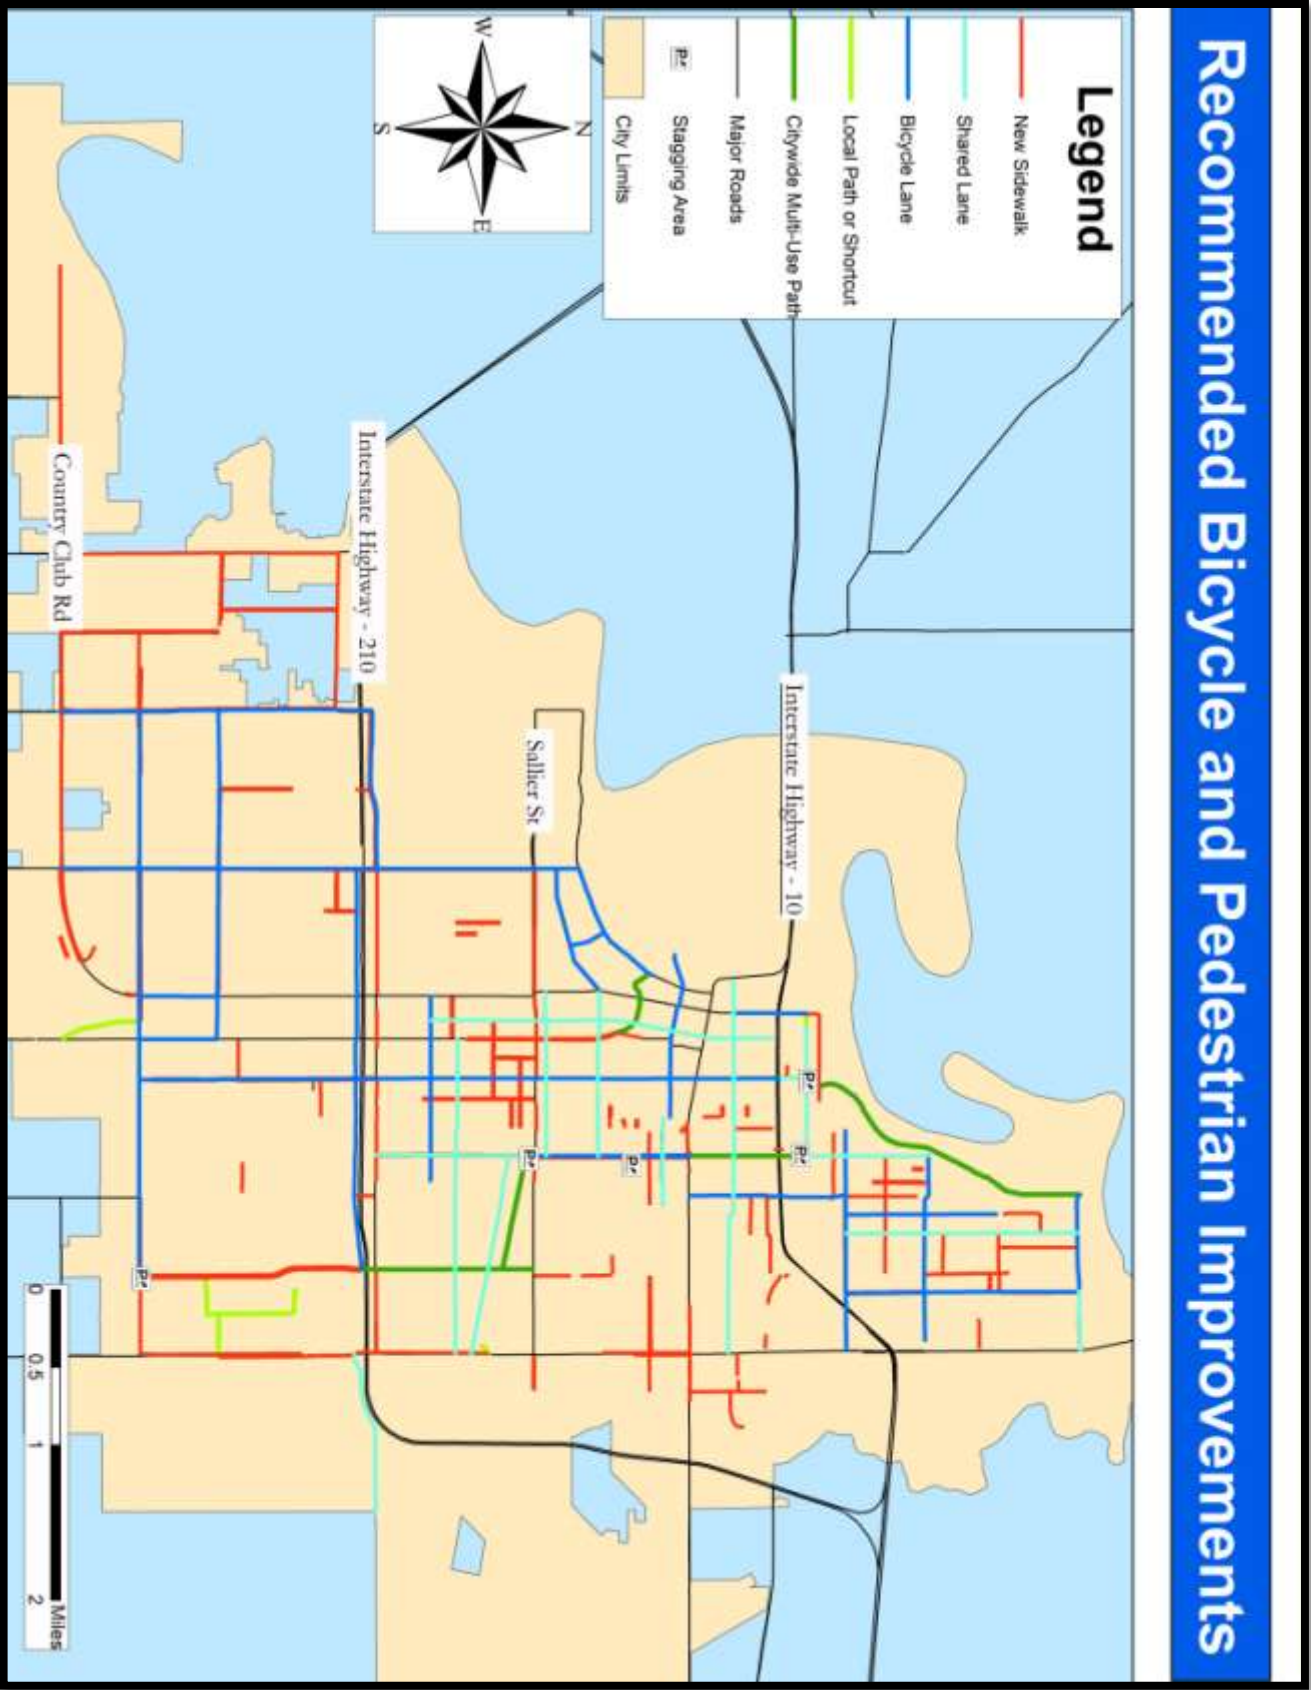 Recommended Bicycle and Pedestrian Improvements
Legend
New Sidewalk
Shared Lane
Bicycle Lane
Local Path or Shortcut
Citywide Multi-Use Path
Major Roads
Stagging Area
City Limits
N
W
E
S
Interstate Highway - 10
Sallier St
Interstate Highway - 210
Country Club Rd
0 0.5 1 2
Miles